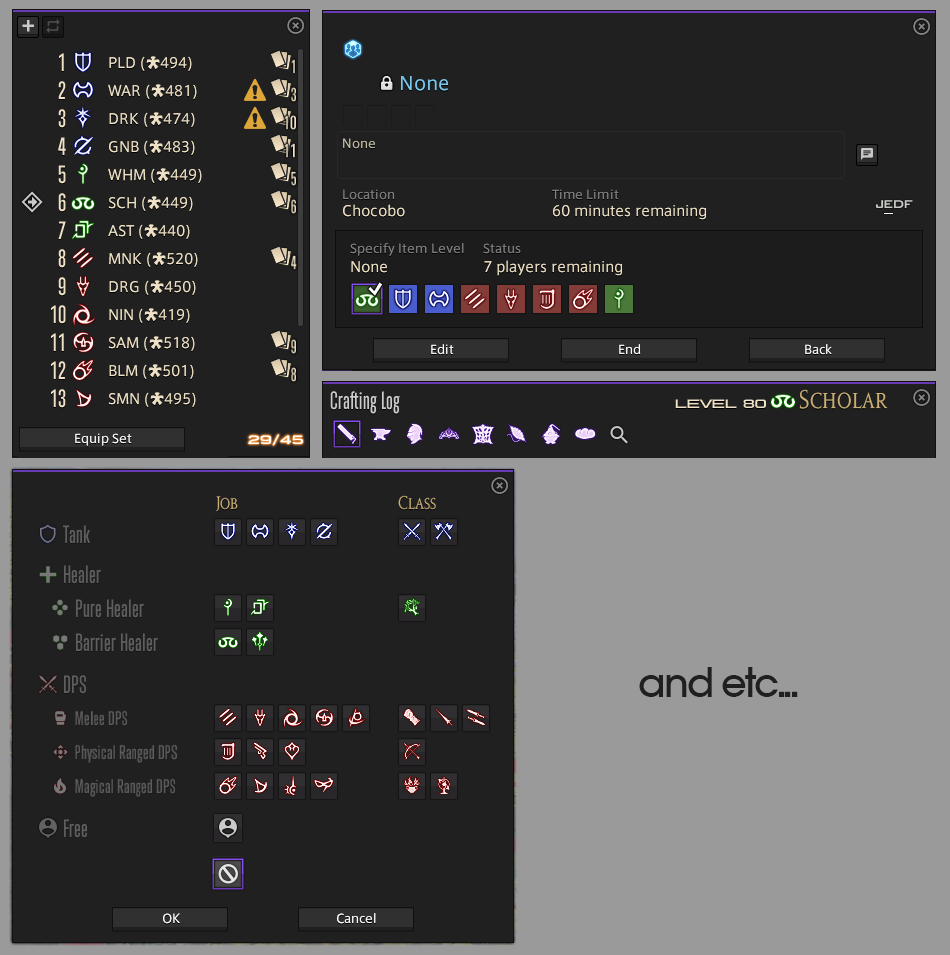 1 PLD (★494) 1
2 WAR (★481) 3
3 DRK (★474) 10
4 GNB (★483) 11
5 WHM (★449) 5
6 SCH (★449) 6
7 AST (★440)
8 MNK (★520) 4
9 DRG (★450)
10 NIN (★419)
11 SAM (★518) 9
12 BLM (★501) 8
13 SMN (★495)
Equip Set 29/45
None
None
Location Time Limit
Chocobo 60 minutes remaining
JEDF
Specify Item Level Status
None 7 players remaining
Edit End Back
Crafting Log LEVEL 80 SCHOLAR
JOB CLASS
Tank
Healer
Pure Healer
Barrier Healer
DPS
Melee DPS
Physical Ranged DPS
Magical Ranged DPS
Free
OK Cancel
and etc...